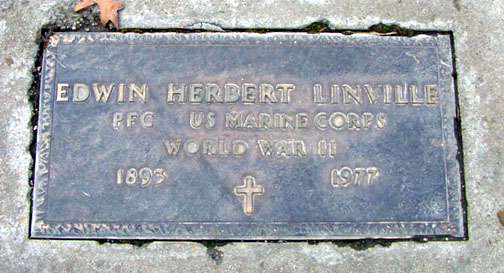 EDWIN HERBERT LINVILLE
PFC US MARINE CORPS
WORLD WAR II
1893 1977